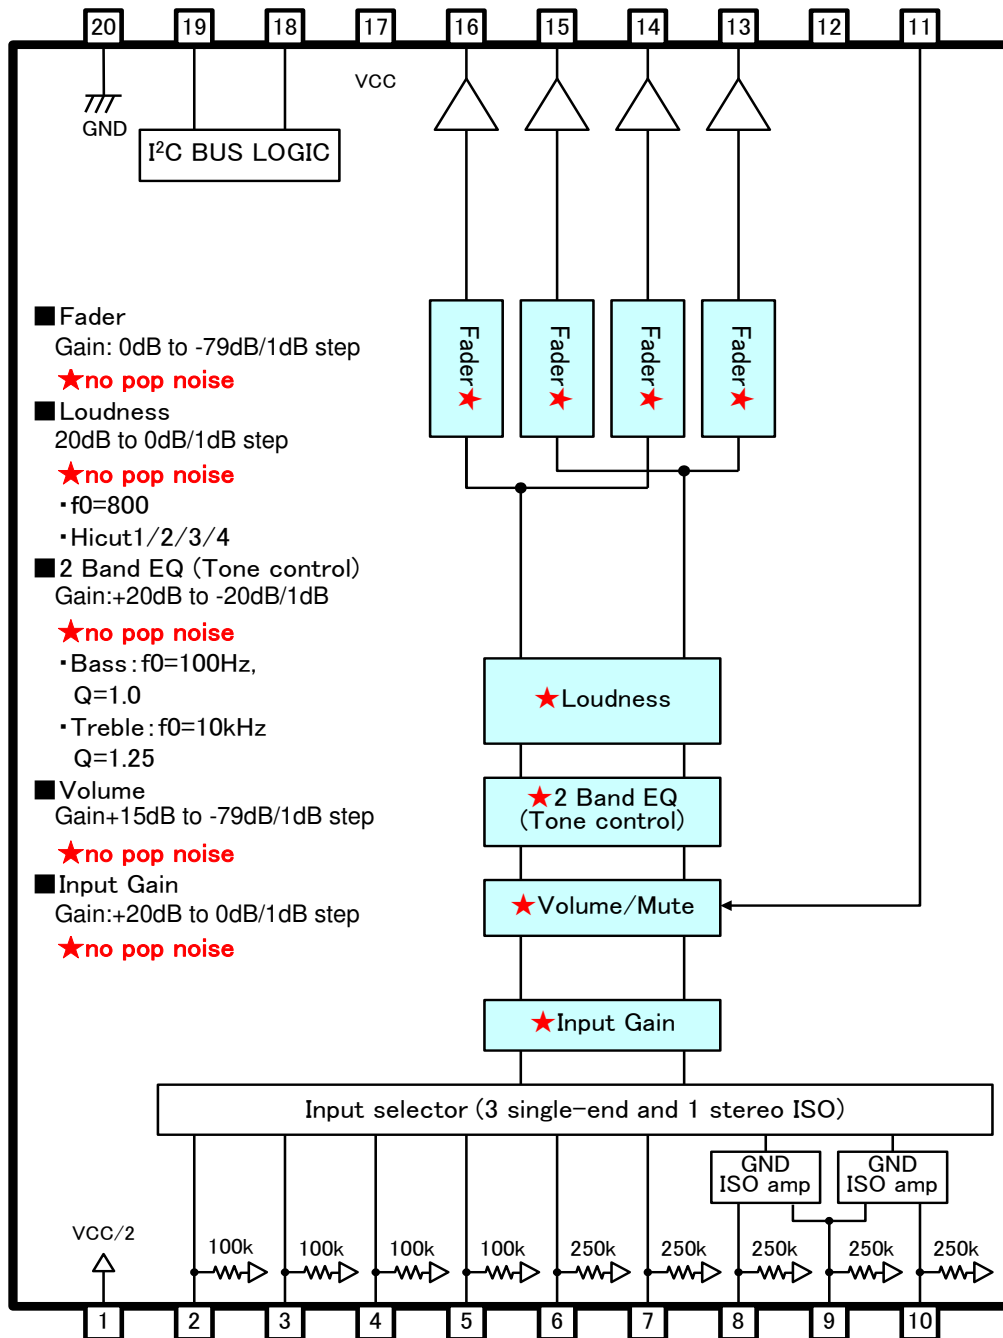 20 19 18 17 16 15 14 13 12 11
VCC
GND
I²C BUS LOGIC
■Fader
Gain: 0dB to -79dB/1dB step
★no pop noise
■Loudness
20dB to 0dB/1dB step
★no pop noise
・f0=800
・Hicut1/2/3/4
■2 Band EQ (Tone control)
Gain:+20dB to -20dB/1dB
★no pop noise
・Bass:f0=100Hz,
Q=1.0
・Treble:f0=10kHz
Q=1.25
■Volume
Gain+15dB to -79dB/1dB step
★no pop noise
■Input Gain
Gain:+20dB to 0dB/1dB step
★no pop noise
Fader★
Fader★
Fader★
Fader★
★Loudness
★2 Band EQ
(Tone control)
★Volume/Mute
★Input Gain
Input selector (3 single-end and 1 stereo ISO)
GND
ISO amp
GND
ISO amp
VCC/2
100k 100k 100k 100k 250k 250k 250k 250k 250k
1 2 3 4 5 6 7 8 9 10